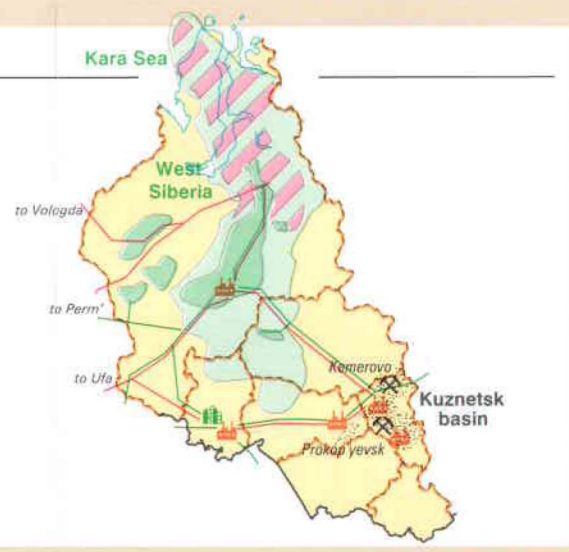 Kara Sea
West
Siberia
to Vologda
to Perm'
to Ufa
Kemerovo
Kuznetsk
basin
Prokop'yevsk